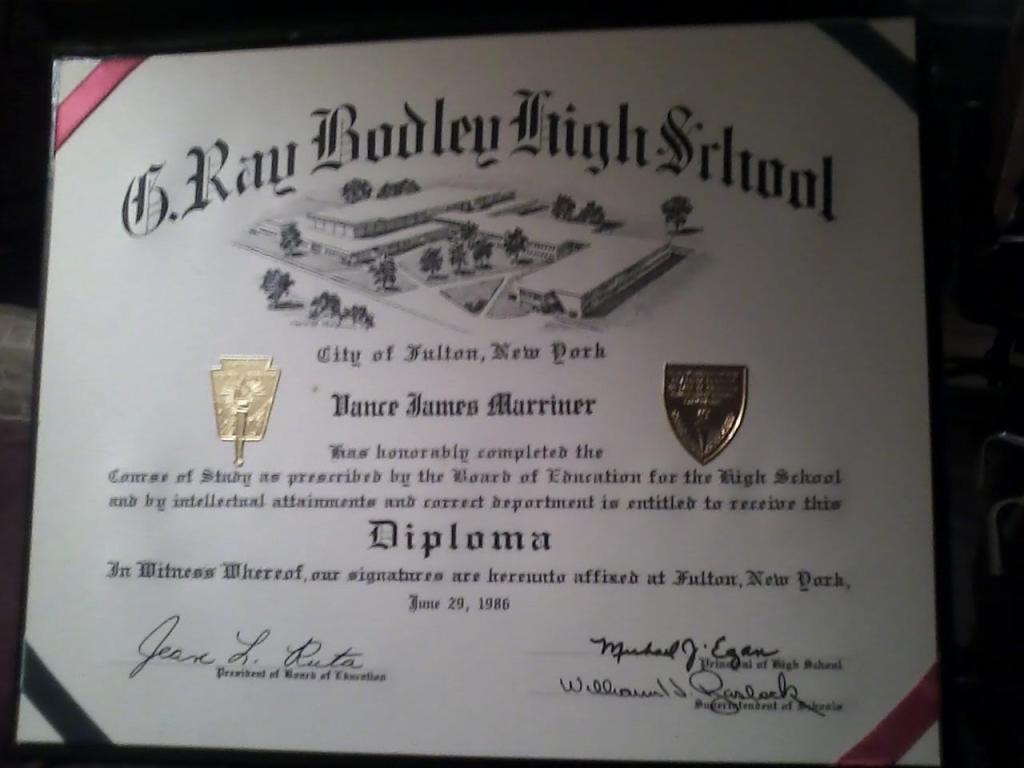 G. Ray Bodley High School
City of Fulton, New York
Vance James Marriner
Has honorably completed the
Course of Study as prescribed by the Board of Education for the High School
and by intellectual attainments and correct deportment is entitled to receive this
Diploma
In Witness Whereof, our signatures are hereunto affixed at Fulton, New York,
June 29, 1986
Jean L. Ruta
President of Board of Education
Michael J. Egan
Principal of High School
William J.
Superintendent of Schools